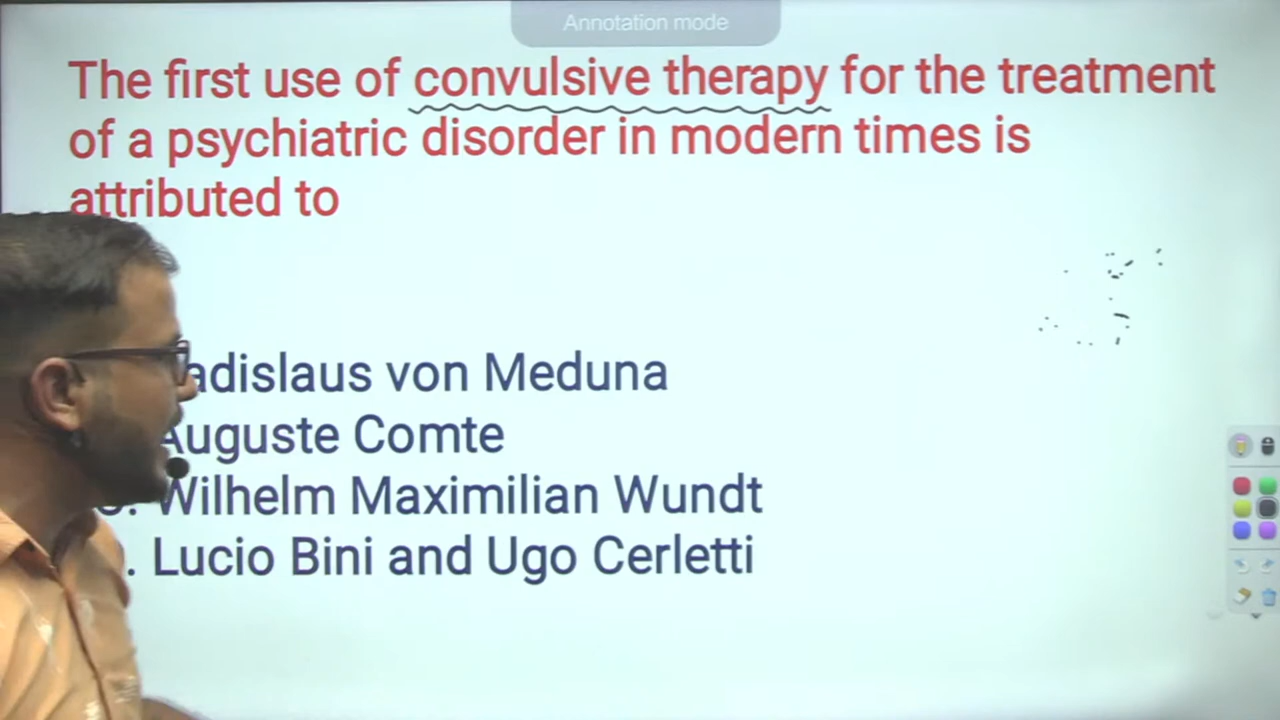 Annotation mode
The first use of convulsive therapy for the treatment
of a psychiatric disorder in modern times is
attributed to
adislaus von Meduna
Auguste Comte
Wilhelm Maximilian Wundt
. Lucio Bini and Ugo Cerletti